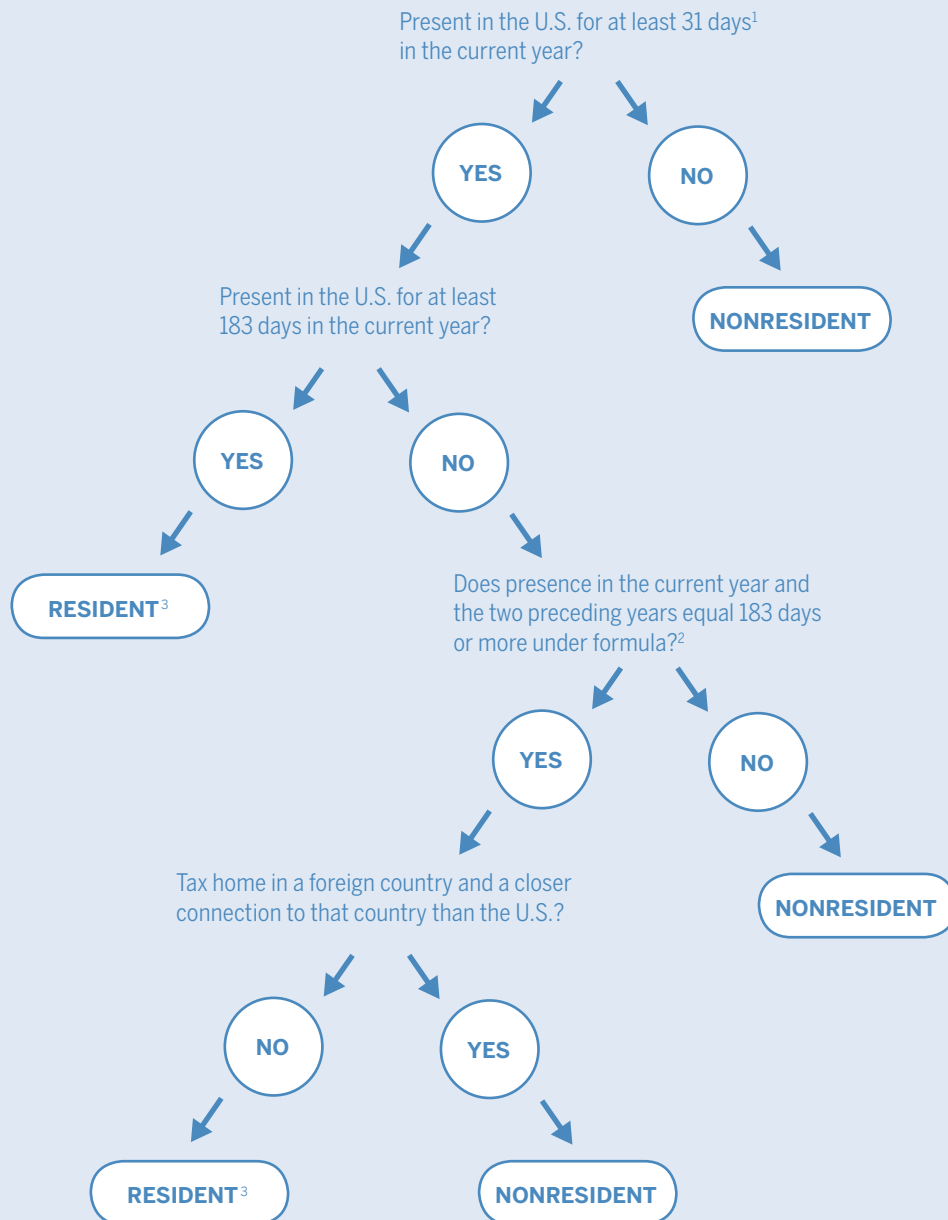 Present in the U.S. for at least 31 days¹
in the current year?
YES
NO
Present in the U.S. for at least
183 days in the current year?
NONRESIDENT
YES
NO
RESIDENT³
Does presence in the current year and
the two preceding years equal 183 days
or more under formula?²
YES
NO
Tax home in a foreign country and a closer
connection to that country than the U.S.?
NONRESIDENT
NO
YES
RESIDENT³
NONRESIDENT